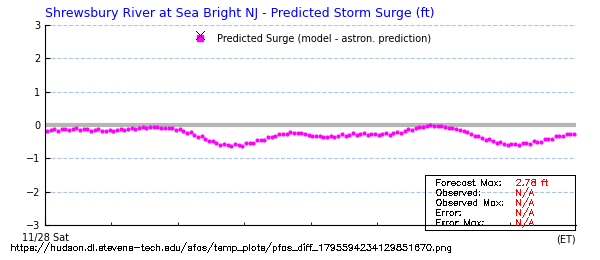 Shrewsbury River at Sea Bright NJ - Predicted Storm Surge (ft)
3
Predicted Surge (model - astron. prediction)
2
1
0
−1
−2
−3
Forecast Max: 2.78 ft
Observed: N/A
Observed Max: N/A
Error: N/A
Error Max: N/A
11/28 Sat
(ET)
https://hudson.dl.stevens-tech.edu/sfas/temp_plots/pfas_diff_1795594234129851670.png